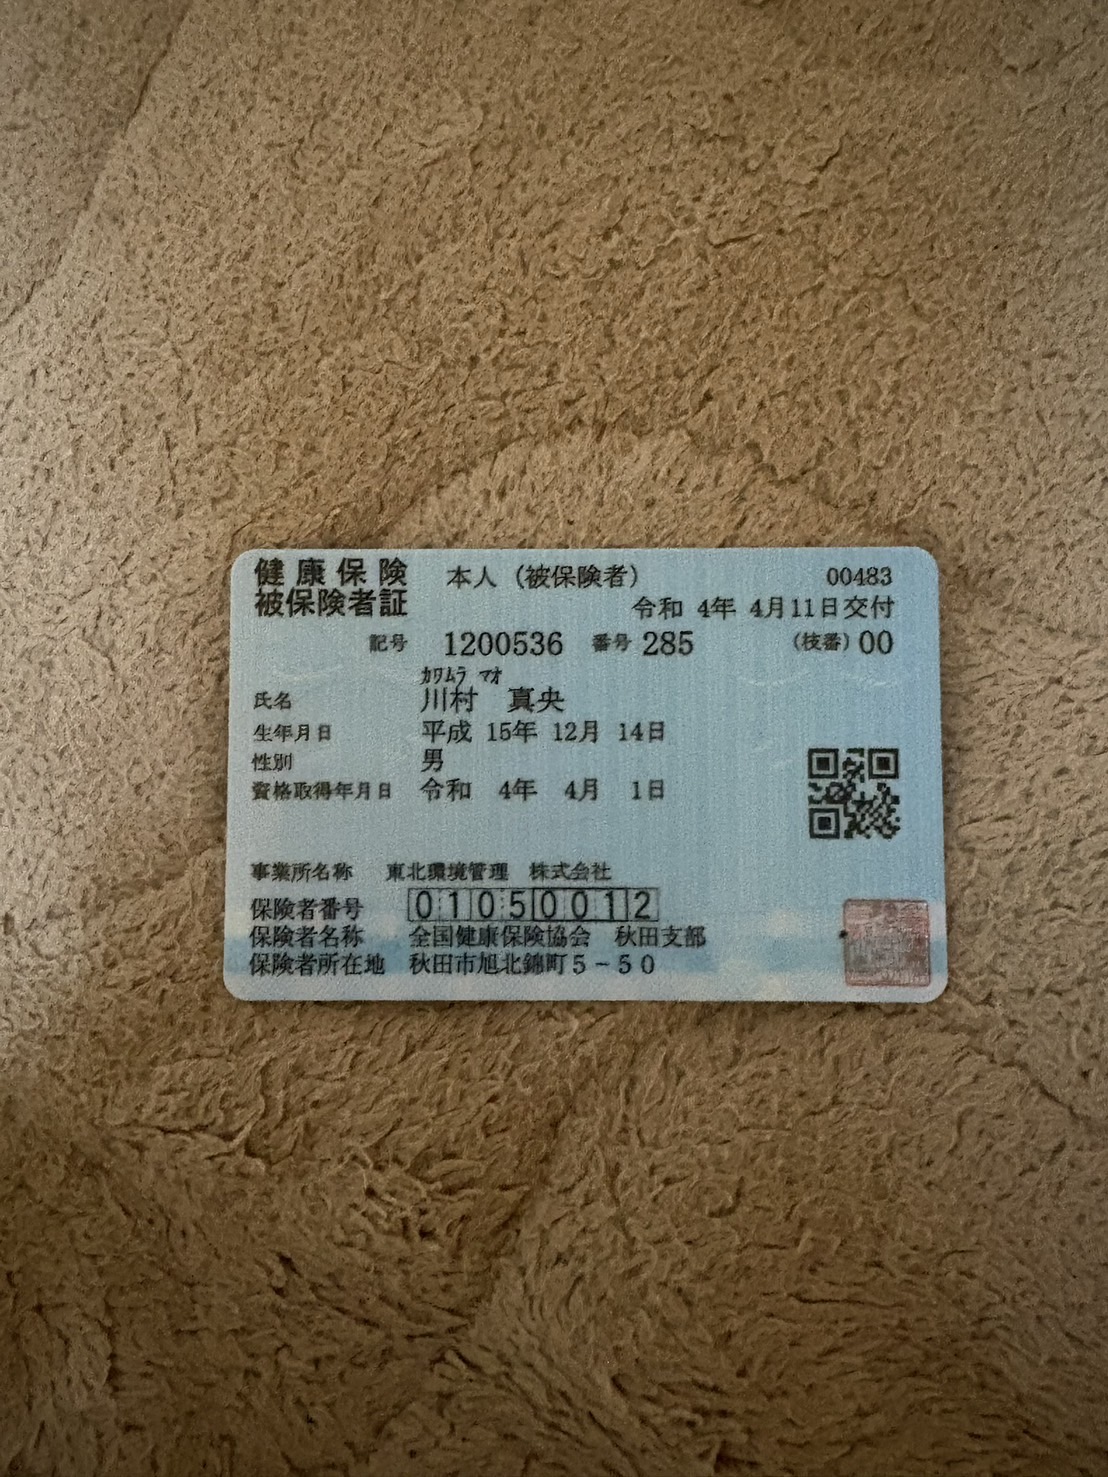 健康保険 本人（被保険者） 00483
被保険者証 令和 4年 4月11日交付
記号 1200536 番号 285 (枝番) 00
カワムラ マオ
氏名 川村 真央
生年月日 平成 15年 12月 14日
性別 男
資格取得年月日 令和 4年 4月 1日
事業所名称 東北環境管理 株式会社
保険者番号 01050012
保険者名称 全国健康保険協会 秋田支部
保険者所在地 秋田市旭北錦町5－50